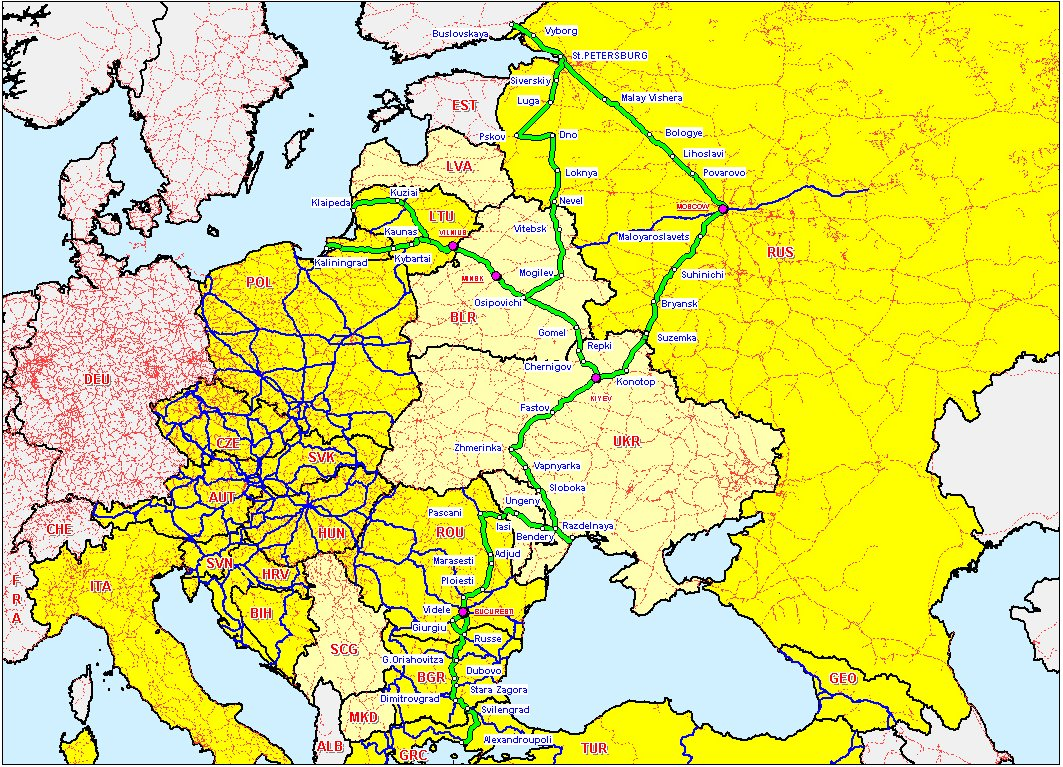 Buslovskaya
Vyborg
St.PETERSBURG
Siverskiy
Luga
Malay Vishera
EST
Pskov
Dno
Bologye
Lihoslavi
LVA
Loknya
Povarovo
Kuziai
Klaipeda
Nevel
MOSCOW
LTU
Kaunas
VILNIUS
Vitebsk
Maloyaroslavets
RUS
Kaliningrad
Kybartai
POL
MINSK
Mogilev
Suhinichi
Osipovichi
Bryansk
BLR
Gomel
Repki
Suzemka
Chernigov
DEU
Konotop
KIYEV
Fastov
CZE
UKR
Zhmerinka
SVK
Vapnyarka
Sloboka
AUT
Ungeny
Pascani
CHE
HUN
ROU
Iasi
Razdelnaya
Bendery
Adjud
Marasesti
SVN
HRV
Ploiesti
ITA
F
R
A
BIH
Videle
BUCURESTI
Giurgiu
Russe
SCG
G.Oriahovitza
Dubovo
BGR
GEO
Stara Zagora
Dimitrovgrad
Svilengrad
MKD
Alexandroupoli
ALB
GRC
TUR